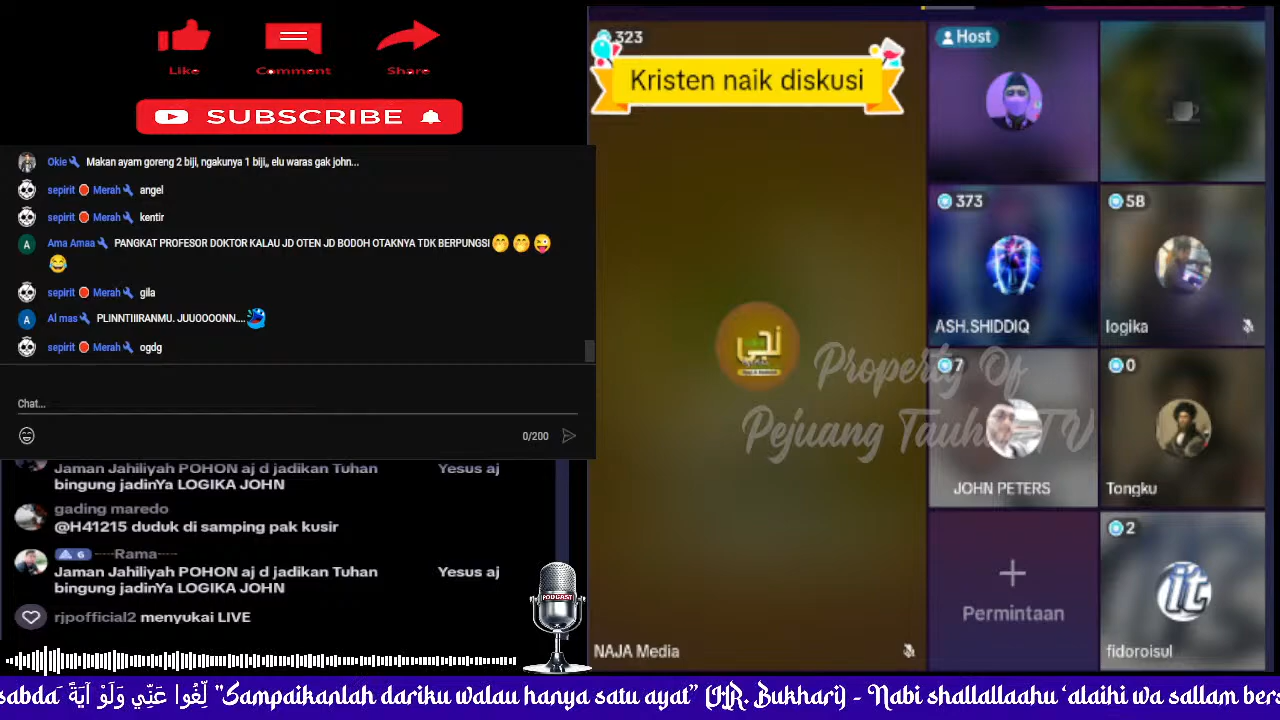 Like
Comment
Share
SUBSCRIBE
Okie Makan ayam goreng 2 biji, ngakunya 1 biji,, elu waras gak john...
sepirit Merah angel
sepirit Merah kentir
Ama Amaa PANGKAT PROFESOR DOKTOR KALAU JD OTEN JD BODOH OTAKNYA TDK BERPUNGSI
sepirit Merah gila
Al mas PLINNTIIIRANMU. JUUOOOONN....
sepirit Merah ogdg
Chat...
0/200
Jaman Jahiliyah POHON aj d jadikan Tuhan Yesus aj
bingung jadinYa LOGIKA JOHN
gading maredo
@H41215 duduk di samping pak kusir
6 ----Rama----
Jaman Jahiliyah POHON aj d jadikan Tuhan Yesus aj
bingung jadinYa LOGIKA JOHN
rjpofficial2 menyukai LIVE
PODCAST
323
Kristen naik diskusi
نجى
NAJA Media
Host
373
ASH.SHIDDIQ
58
logika
7
JOHN PETERS
0
Tongku
Permintaan
2
it
fidoroisul
Property Of
Pejuang Tauhid TV
sabda لِّغُوا عَنِّي وَلَوْ آيَةً "Sampaikanlah dariku walau hanya satu ayat" (HR. Bukhari) - Nabi shallallaahu 'alaihi wa sallam bers